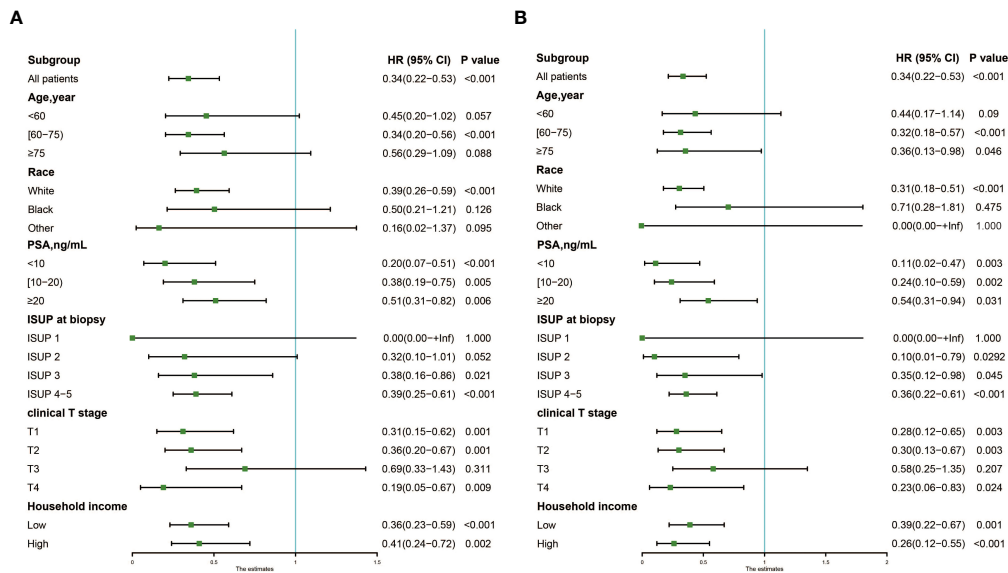 A
Subgroup HR (95% CI) P value
All patients 0.34(0.22−0.53) <0.001
Age,year
<60 0.45(0.20−1.02) 0.057
[60−75) 0.34(0.20−0.56) <0.001
≥75 0.56(0.29−1.09) 0.088
Race
White 0.39(0.26−0.59) <0.001
Black 0.50(0.21−1.21) 0.126
Other 0.16(0.02−1.37) 0.095
PSA,ng/mL
<10 0.20(0.07−0.51) <0.001
[10−20) 0.38(0.19−0.75) 0.005
≥20 0.51(0.31−0.82) 0.006
ISUP at biopsy
ISUP 1 0.00(0.00−+Inf) 1.000
ISUP 2 0.32(0.10−1.01) 0.052
ISUP 3 0.38(0.16−0.86) 0.021
ISUP 4−5 0.39(0.25−0.61) <0.001
clinical T stage
T1 0.31(0.15−0.62) 0.001
T2 0.36(0.20−0.67) 0.001
T3 0.69(0.33−1.43) 0.311
T4 0.19(0.05−0.67) 0.009
Household income
Low 0.36(0.23−0.59) <0.001
High 0.41(0.24−0.72) 0.002
0 0.5 1 1.5
The estimates
B
Subgroup HR (95% CI) P value
All patients 0.34(0.22−0.53) <0.001
Age,year
<60 0.44(0.17−1.14) 0.09
[60−75) 0.32(0.18−0.57) <0.001
≥75 0.36(0.13−0.98) 0.046
Race
White 0.31(0.18−0.51) <0.001
Black 0.71(0.28−1.81) 0.475
Other 0.00(0.00−+Inf) 1.000
PSA,ng/mL
<10 0.11(0.02−0.47) 0.003
[10−20) 0.24(0.10−0.59) 0.002
≥20 0.54(0.31−0.94) 0.031
ISUP at biopsy
ISUP 1 0.00(0.00−+Inf) 1.000
ISUP 2 0.10(0.01−0.79) 0.0292
ISUP 3 0.35(0.12−0.98) 0.045
ISUP 4−5 0.36(0.22−0.61) <0.001
clinical T stage
T1 0.28(0.12−0.65) 0.003
T2 0.30(0.13−0.67) 0.003
T3 0.58(0.25−1.35) 0.207
T4 0.23(0.06−0.83) 0.024
Household income
Low 0.39(0.22−0.67) 0.001
High 0.26(0.12−0.55) <0.001
0 0.5 1 1.5 2
The estimates